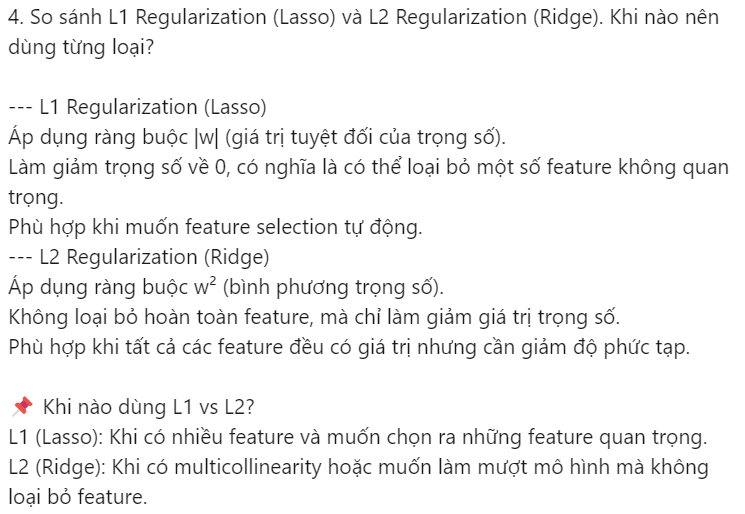 4. So sánh L1 Regularization (Lasso) và L2 Regularization (Ridge). Khi nào nên
dùng từng loại?
--- L1 Regularization (Lasso)
Áp dụng ràng buộc |w| (giá trị tuyệt đối của trọng số).
Làm giảm trọng số về 0, có nghĩa là có thể loại bỏ một số feature không quan
trọng.
Phù hợp khi muốn feature selection tự động.
--- L2 Regularization (Ridge)
Áp dụng ràng buộc w² (bình phương trọng số).
Không loại bỏ hoàn toàn feature, mà chỉ làm giảm giá trị trọng số.
Phù hợp khi tất cả các feature đều có giá trị nhưng cần giảm độ phức tạp.
📌 Khi nào dùng L1 vs L2?
L1 (Lasso): Khi có nhiều feature và muốn chọn ra những feature quan trọng.
L2 (Ridge): Khi có multicollinearity hoặc muốn làm mượt mô hình mà không
loại bỏ feature.